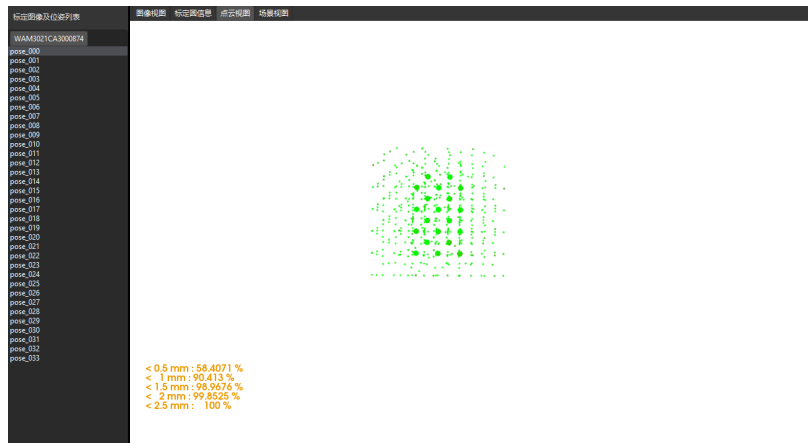 标定图像及位姿列表
图像视图 标定圆信息 点云视图 场景视图
WAM3021CA3000874
pose_000
pose_001
pose_002
pose_003
pose_004
pose_005
pose_006
pose_007
pose_008
pose_009
pose_010
pose_011
pose_012
pose_013
pose_014
pose_015
pose_016
pose_017
pose_018
pose_019
pose_020
pose_021
pose_022
pose_023
pose_024
pose_025
pose_026
pose_027
pose_028
pose_029
pose_030
pose_031
pose_032
pose_033
< 0.5 mm : 58.4071 %
< 1 mm : 90.413 %
< 1.5 mm : 98.9676 %
< 2 mm : 99.8525 %
< 2.5 mm : 100 %